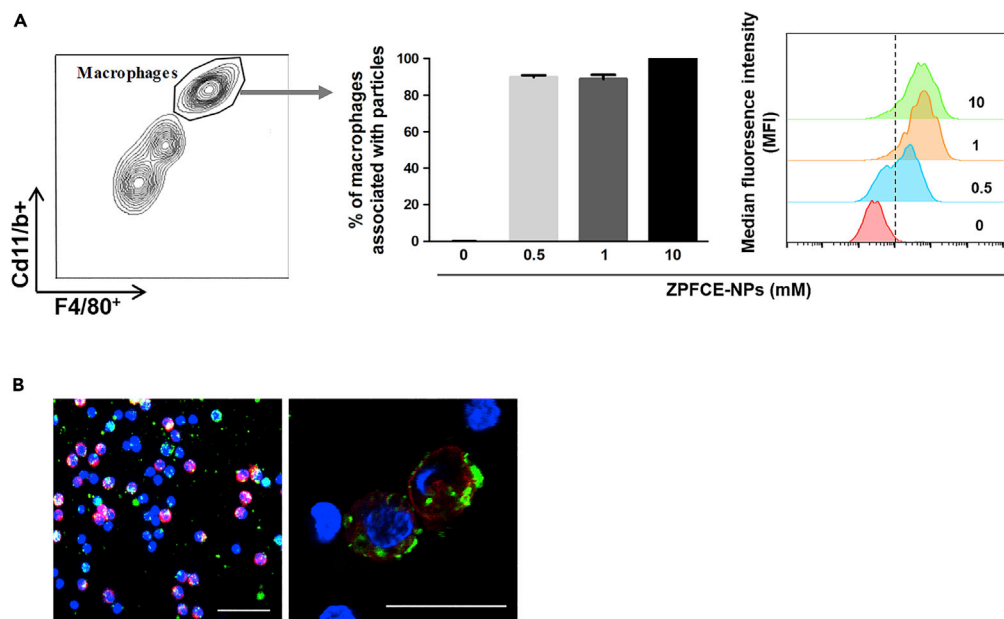 A
Macrophages
Cd11/b+
F4/80+
% of macrophages
associated with particles
100
80
60
40
20
0
0 0.5 1 10
ZPFCE-NPs (mM)
Median fluoresence intensity
(MFI)
10
1
0.5
0
B